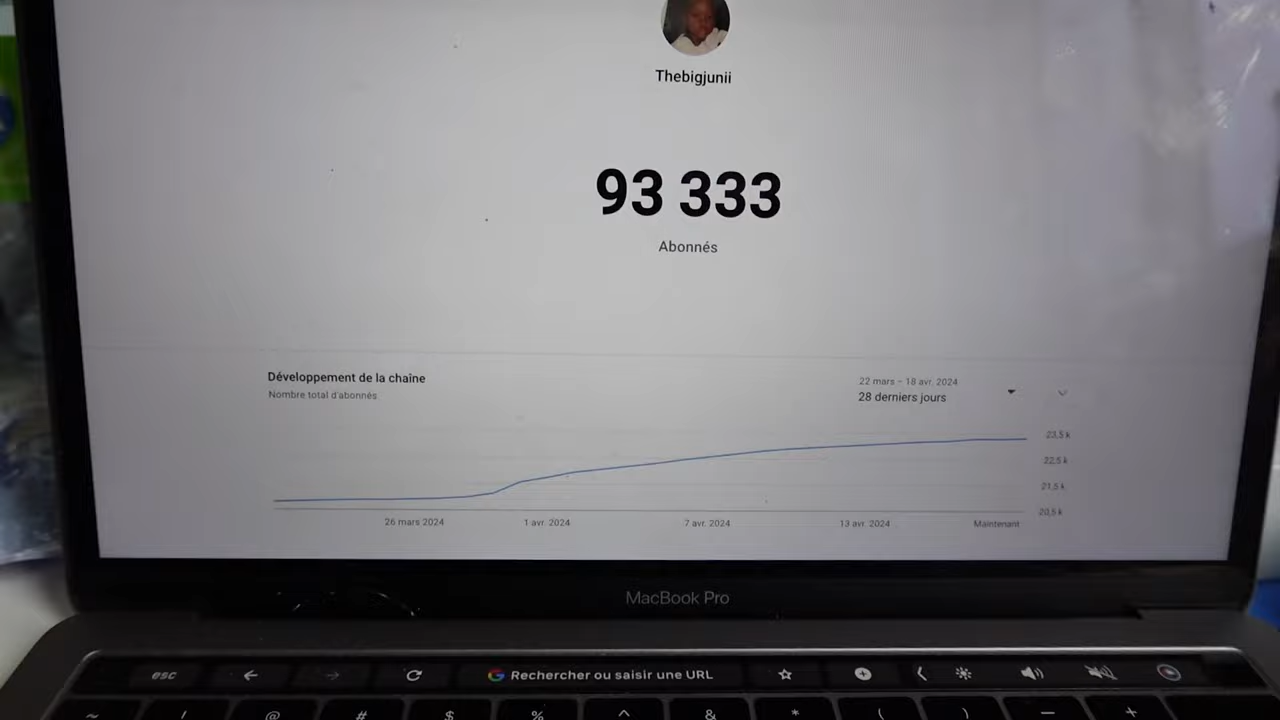 Thebigjunii
93 333
Abonnés
Développement de la chaîne
Nombre total d'abonnés
22 mars – 18 avr. 2024
28 derniers jours
23,5 k
22,5 k
21,5 k
20,5 k
26 mars 2024
1 avr. 2024
7 avr. 2024
13 avr. 2024
Maintenant
MacBook Pro
esc
Rechercher ou saisir une URL
~ ! @ # $ % ^ & * ( ) — +